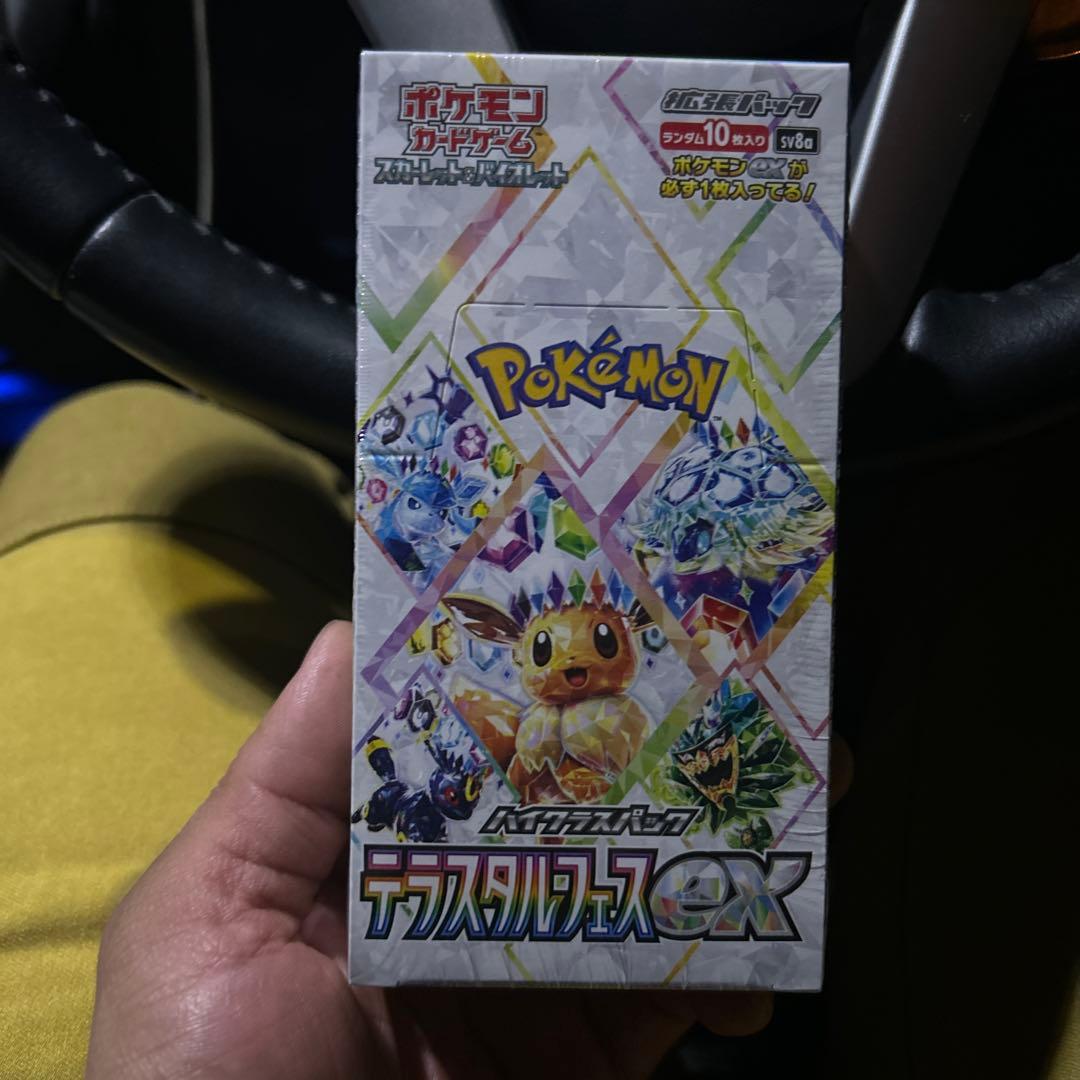 ポケモン
カードゲーム
スカーレット&バイオレット
拡張パック
ランダム10枚入り SV8a
ポケモンexが
必ず1枚入ってる!
POKéMON
ハイクラスパック
テラスタルフェスex